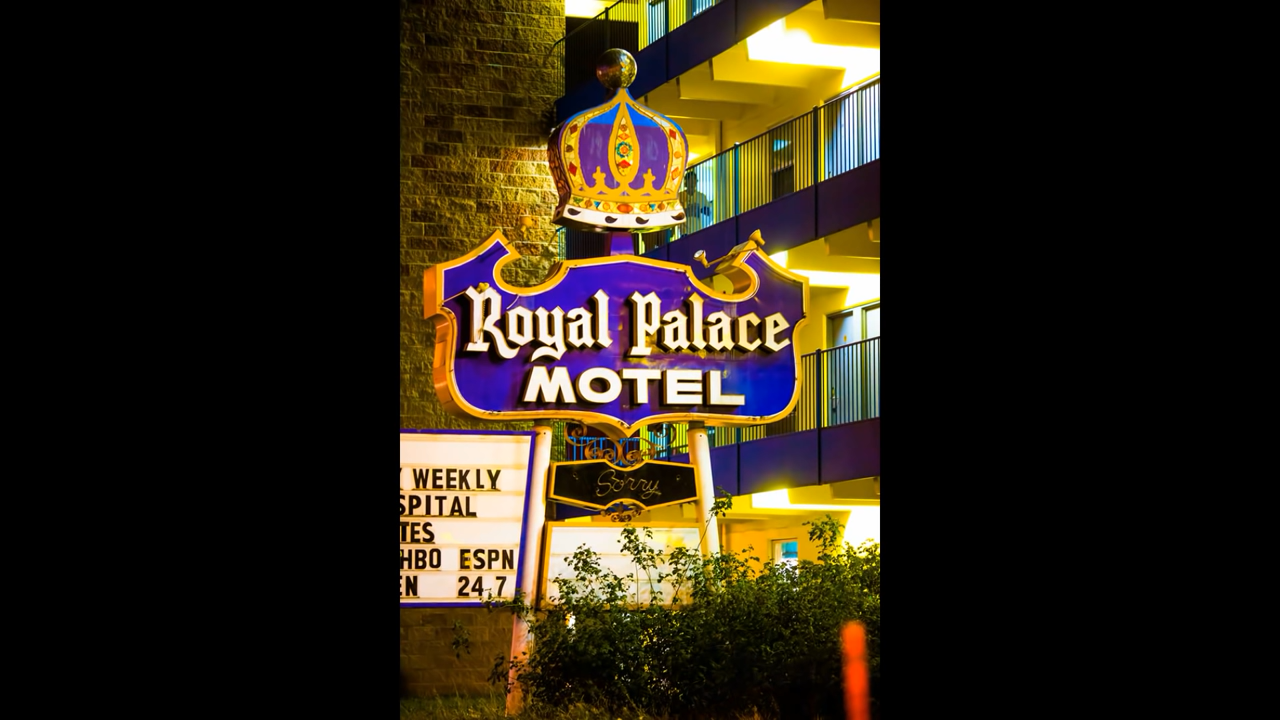 Royal Palace
MOTEL
Sorry
Y WEEKLY
SPITAL
TES
HBO ESPN
EN 24.7